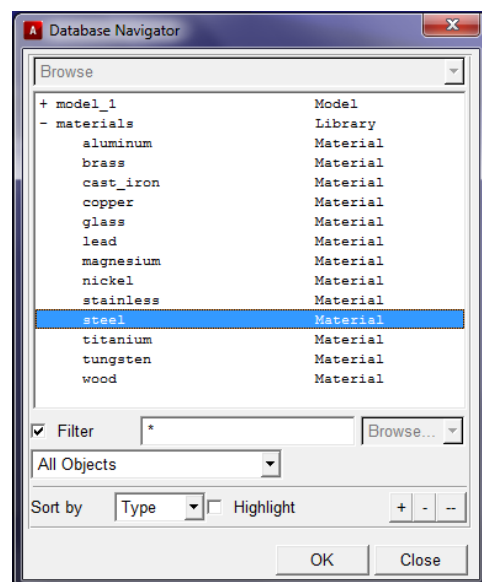 A Database Navigator
Browse
+ model_1 Model
- materials Library
aluminum Material
brass Material
cast_iron Material
copper Material
glass Material
lead Material
magnesium Material
nickel Material
stainless Material
steel Material
titanium Material
tungsten Material
wood Material
Filter * Browse...
All Objects
Sort by Type Highlight + - --
OK Close